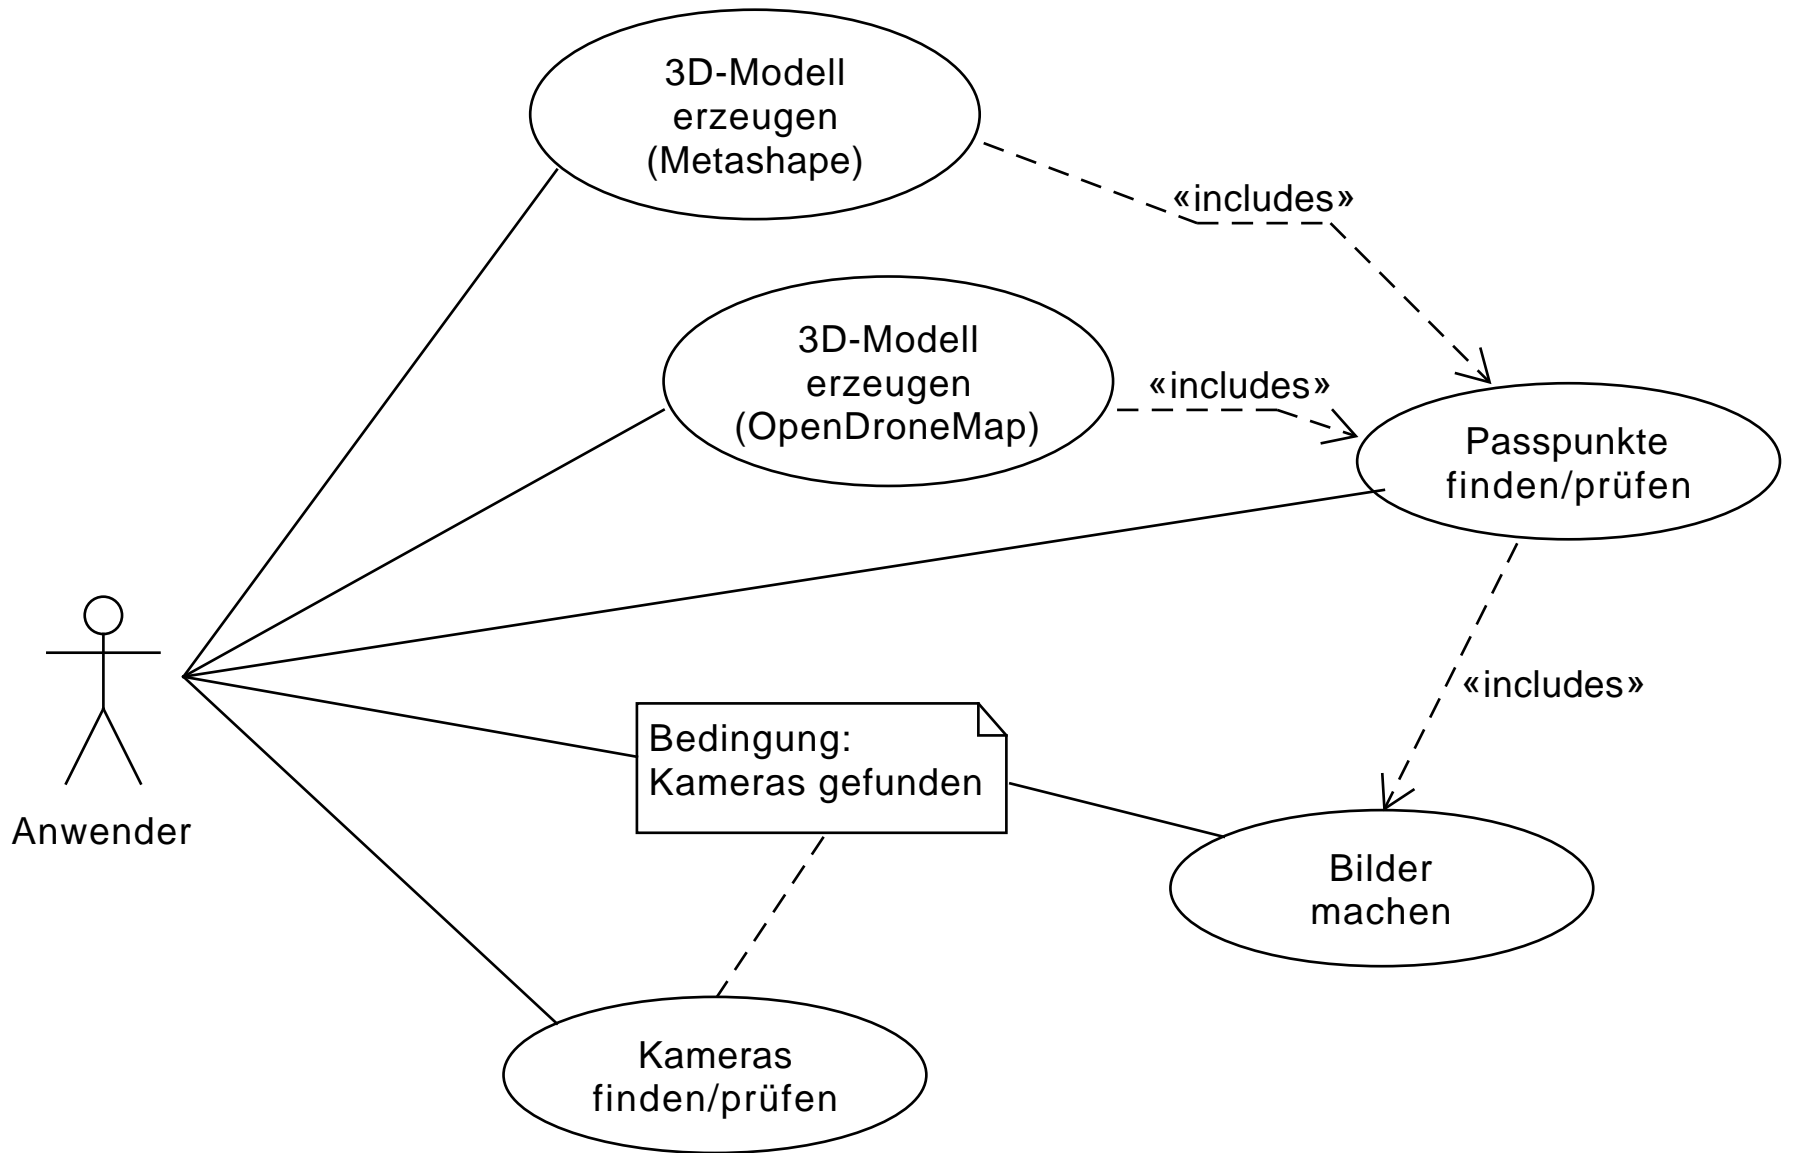 3D-Modell
erzeugen
(Metashape)
«includes»
3D-Modell
erzeugen
(OpenDroneMap)
«includes»
Passpunkte
finden/prüfen
«includes»
Bedingung:
Kameras gefunden
Anwender
Bilder
machen
Kameras
finden/prüfen